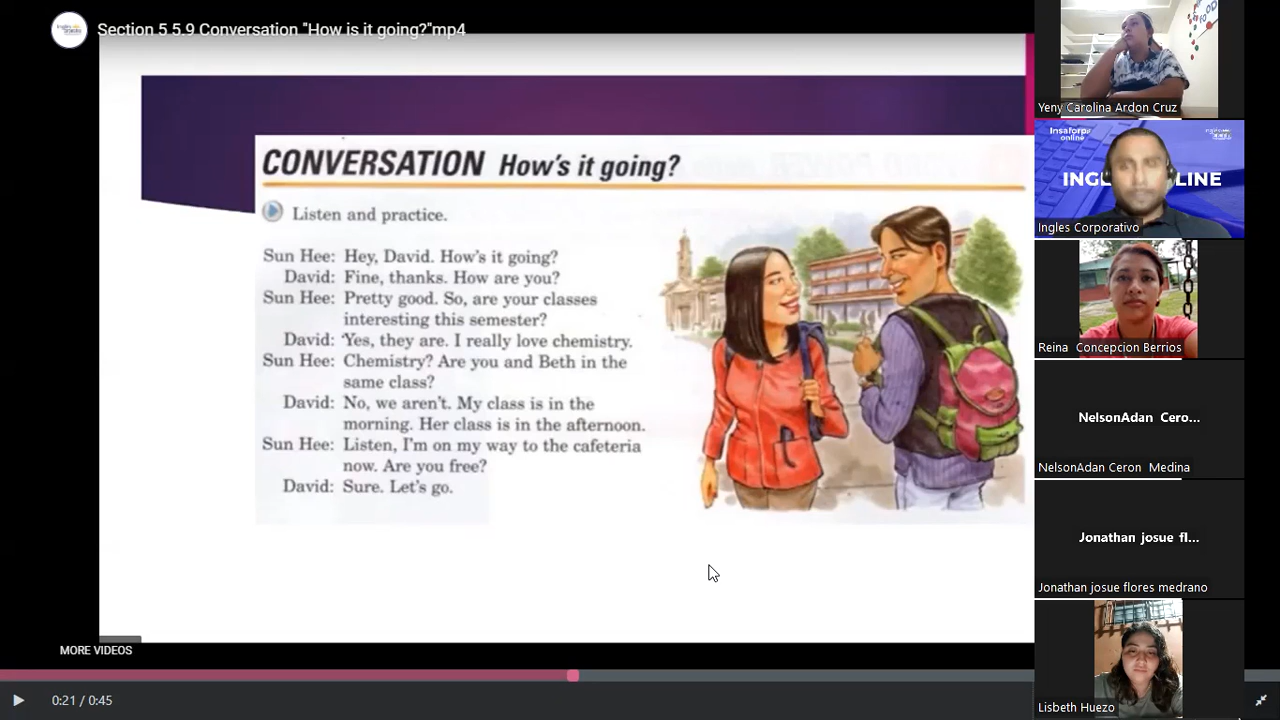 Section 5 5.9 Conversation "How is it going?"mp4
CONVERSATION How's it going?
Listen and practice.
Sun Hee: Hey, David. How's it going?
David: Fine, thanks. How are you?
Sun Hee: Pretty good. So, are your classes
interesting this semester?
David: Yes, they are. I really love chemistry.
Sun Hee: Chemistry? Are you and Beth in the
same class?
David: No, we aren't. My class is in the
morning. Her class is in the afternoon.
Sun Hee: Listen, I'm on my way to the cafeteria
now. Are you free?
David: Sure. Let's go.
MORE VIDEOS
0:21 / 0:45
Yeny Carolina Ardon Cruz
Insaforp
online
INGL LINE
Ingles Corporativo
Reina Concepcion Berrios
NelsonAdan Cero...
NelsonAdan Ceron Medina
Jonathan josue fl...
Jonathan josue flores medrano
Lisbeth Huezo